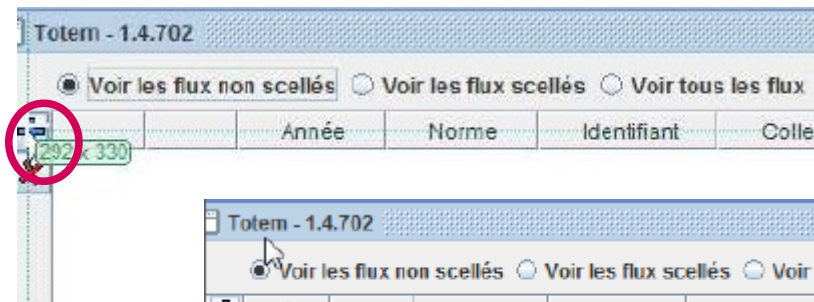 Totem - 1.4.702
Voir les flux non scellés Voir les flux scellés Voir tous les flux
Année Norme Identifiant Colle
292 x 330
Totem - 1.4.702
Voir les flux non scellés Voir les flux scellés Voir